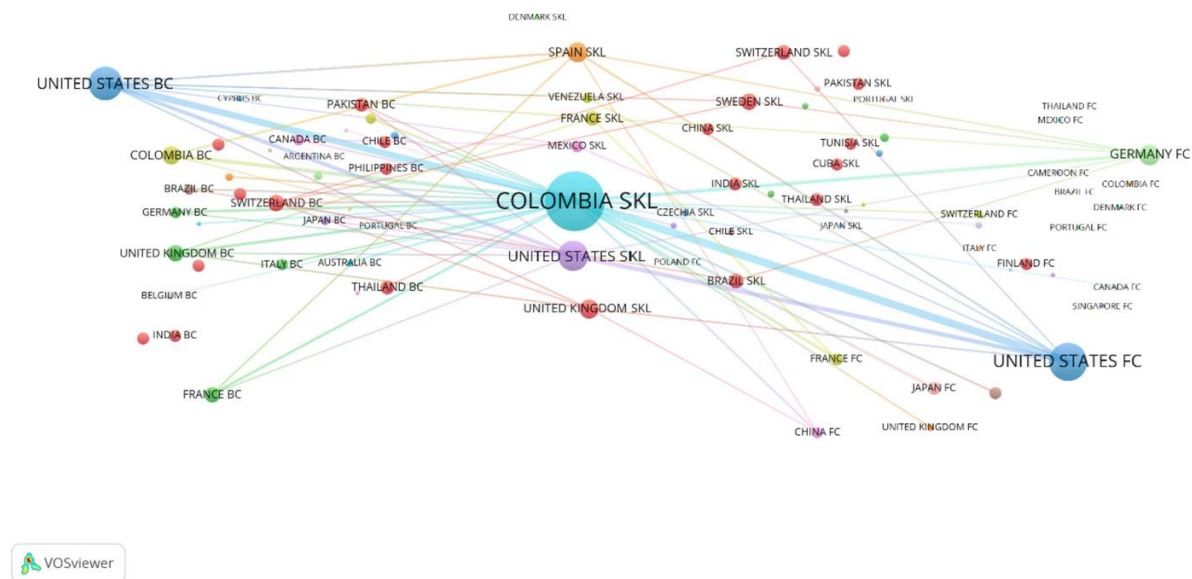 DENMARK SKL
SPAIN SKL
SWITZERLAND SKL
UNITED STATES BC
PAKISTAN SKL
CYPRUS BC
VENEZUELA SKL
PORTUGAL SKL
PAKISTAN BC
SWEDEN SKL
THAILAND FC
FRANCE SKL
MEXICO FC
CHINA SKL
CANADA BC
CHILE BC
MEXICO SKL
TUNISIA SKL
COLOMBIA BC
ARGENTINA BC
GERMANY FC
PHILIPPINES BC
CUBA SKL
CAMEROON FC
BRAZIL BC
INDIA SKL
COLOMBIA FC
BRAZIL FC
SWITZERLAND BC
COLOMBIA SKL
THAILAND SKL
GERMANY BC
CZECHIA SKL
SWITZERLAND FC
DENMARK FC
JAPAN BC
PORTUGAL BC
JAPAN SKL
PORTUGAL FC
CHILE SKL
UNITED KINGDOM BC
UNITED STATES SKL
ITALY FC
ITALY BC
AUSTRALIA BC
POLAND FC
FINLAND FC
BRAZIL SKL
THAILAND BC
CANADA FC
BELGIUM BC
UNITED KINGDOM SKL
SINGAPORE FC
INDIA BC
FRANCE FC
UNITED STATES FC
FRANCE BC
JAPAN FC
CHINA FC
UNITED KINGDOM FC
VOSviewer